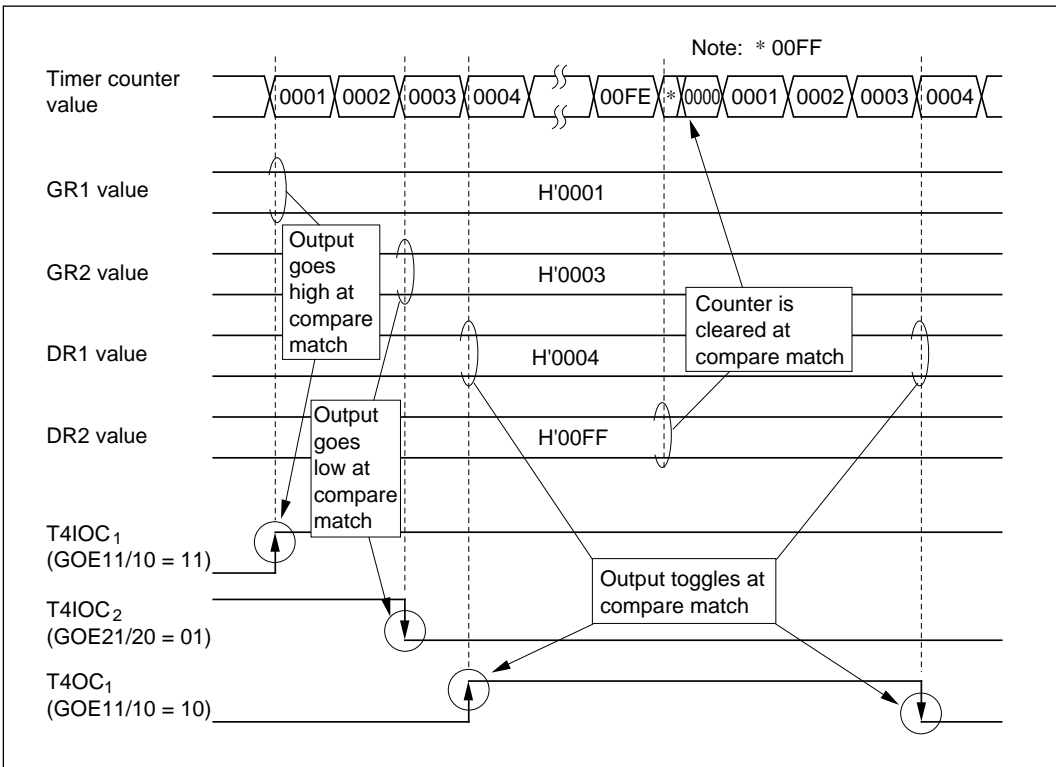 Note: * 00FF
Timer counter
value
0001 0002 0003 0004 00FE * 0000 0001 0002 0003 0004
GR1 value
H'0001
Output
goes
high at
compare
match
GR2 value
H'0003
Counter is
cleared at
compare match
DR1 value
H'0004
Output
goes
low at
compare
match
DR2 value
H'00FF
T4IOC1
(GOE11/10 = 11)
Output toggles at
compare match
T4IOC2
(GOE21/20 = 01)
T4OC1
(GOE11/10 = 10)